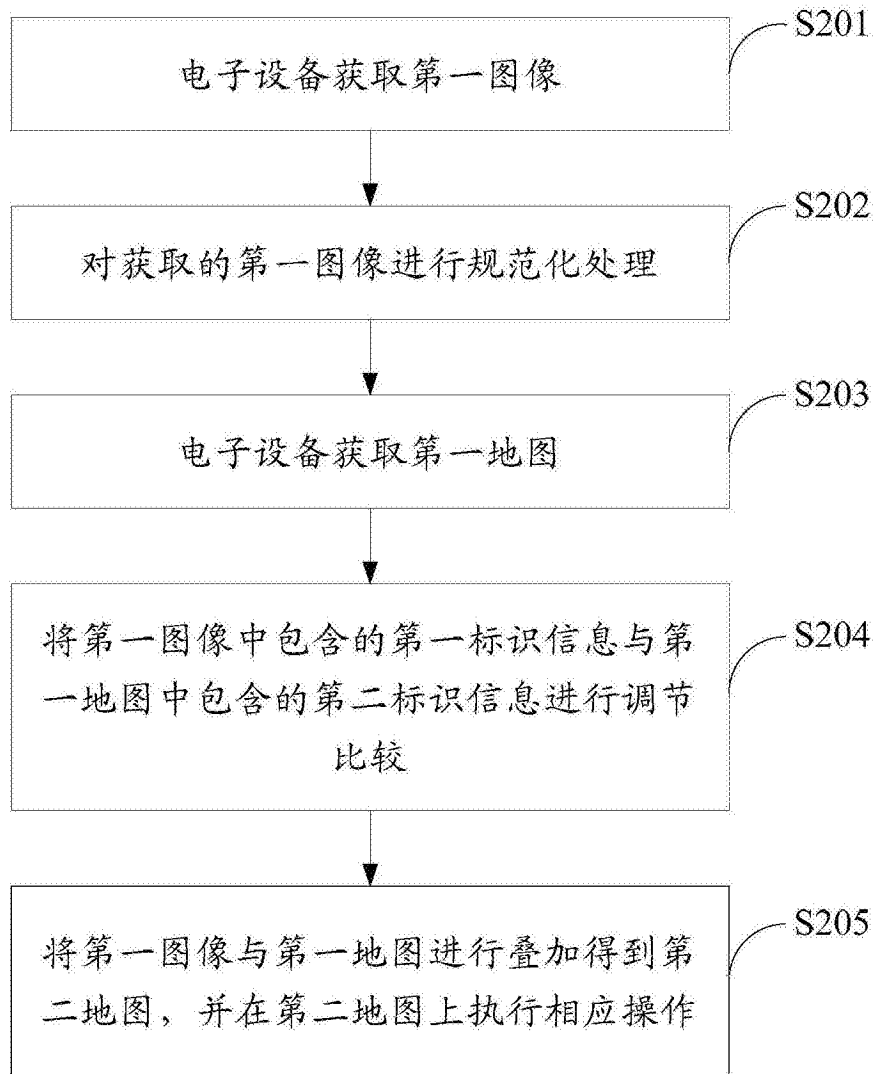 S201
电子设备获取第一图像
S202
对获取的第一图像进行规范化处理
S203
电子设备获取第一地图
S204
将第一图像中包含的第一标识信息与第
一地图中包含的第二标识信息进行调节
比较
S205
将第一图像与第一地图进行叠加得到第
二地图，并在第二地图上执行相应操作